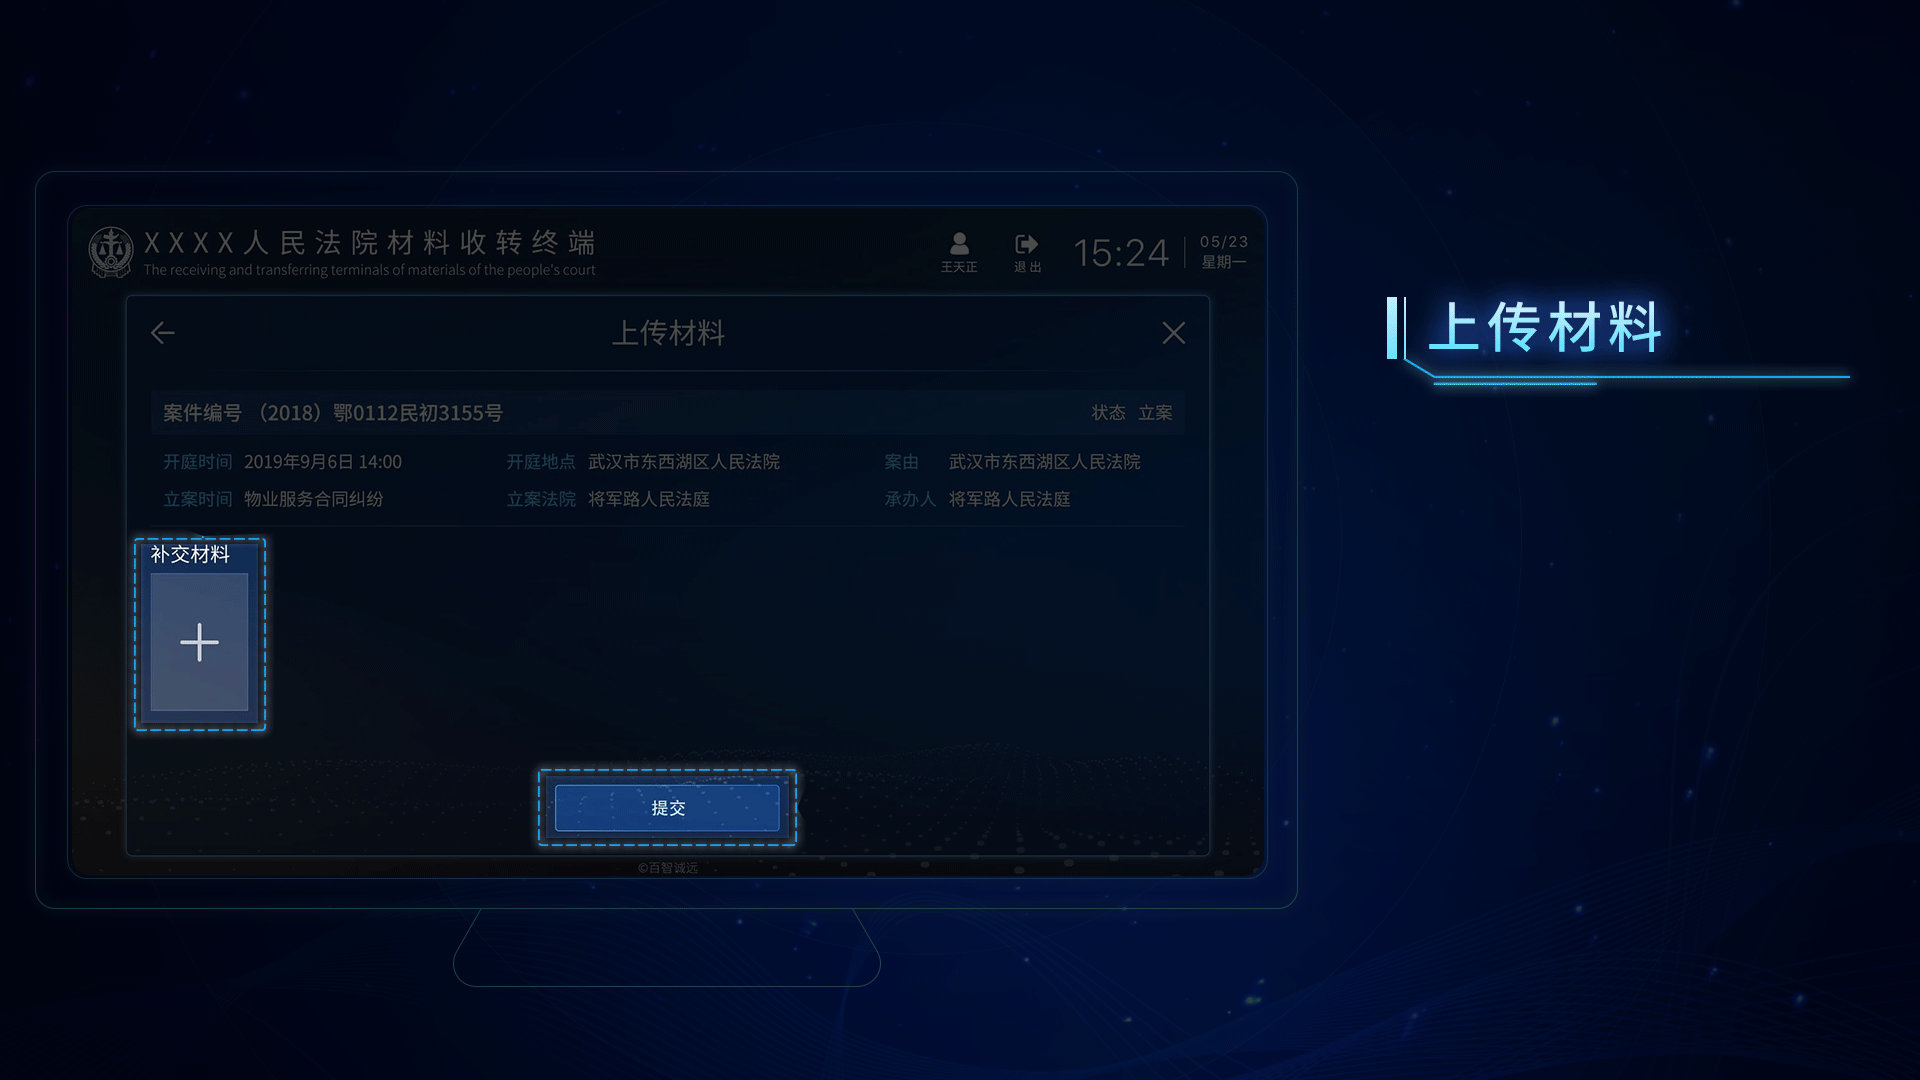 XXXX人民法院材料收转终端
The receiving and transferring terminals of materials of the people's court
王天正
退出
15:24
05/23
星期一
上传材料
上传材料
案件编号 （2018）鄂0112民初3155号
状态 立案
开庭时间 2019年9月6日 14:00
开庭地点 武汉市东西湖区人民法院
案由 武汉市东西湖区人民法院
立案时间 物业服务合同纠纷
立案法院 将军路人民法庭
承办人 将军路人民法庭
补交材料
提交
©百智诚远